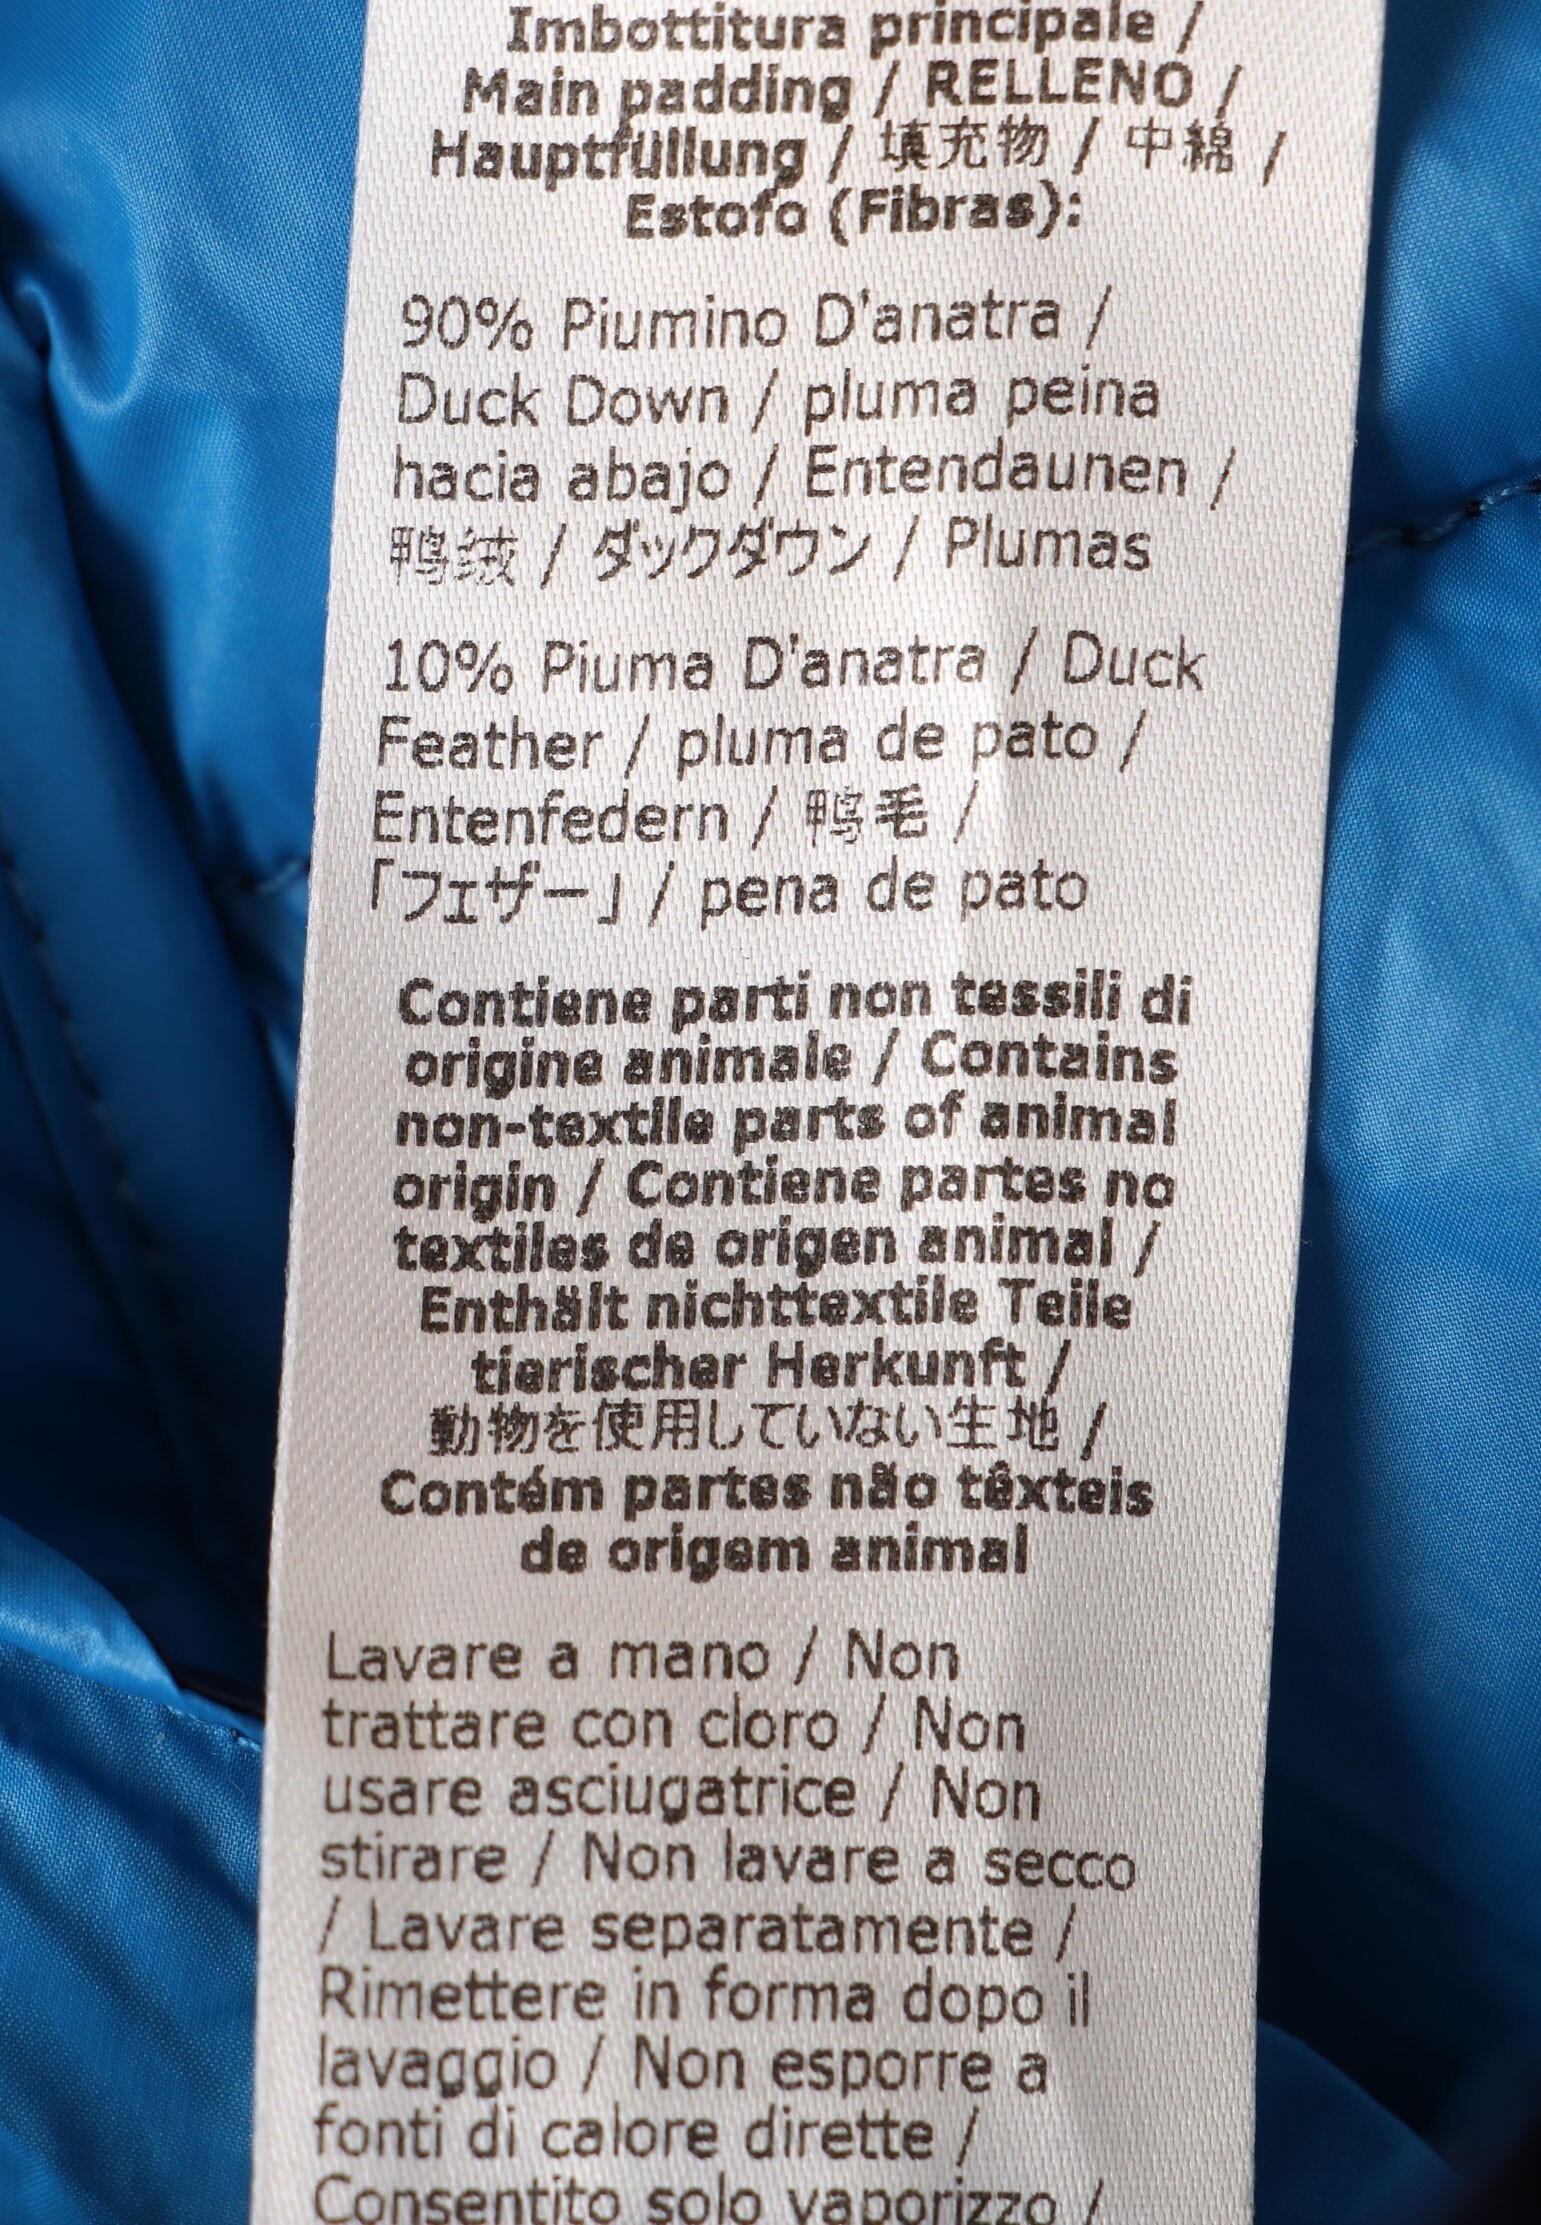 Imbottitura principale /
Main padding / RELLENO /
Hauptfüllung / 填充物 / 中綿 /
Estofo (Fibras):
90% Piumino D'anatra /
Duck Down / pluma peina
hacia abajo / Entendaunen /
鸭绒 / ダックダウン / Plumas
10% Piuma D'anatra / Duck
Feather / pluma de pato /
Entenfedern / 鸭毛 /
「フェザー」 / pena de pato
Contiene parti non tessili di
origine animale / Contains
non-textile parts of animal
origin / Contiene partes no
textiles de origen animal /
Enthält nichttextile Teile
tierischer Herkunft /
動物を使用していない生地 /
Contém partes não têxteis
de origem animal
Lavare a mano / Non
trattare con cloro / Non
usare asciugatrice / Non
stirare / Non lavare a secco
/ Lavare separatamente /
Rimettere in forma dopo il
lavaggio / Non esporre a
fonti di calore dirette /
Consentito solo vaporizzo /